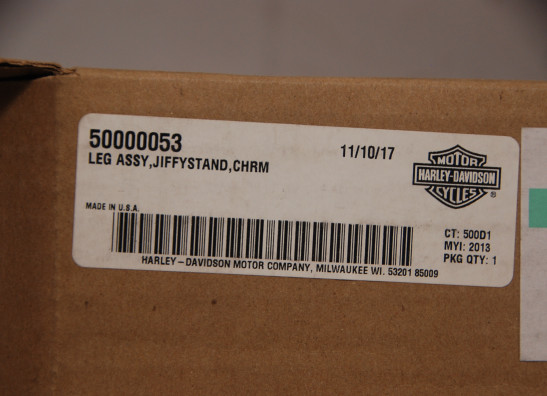 50000053
11/10/17
LEG ASSY,JIFFYSTAND,CHRM
MOTOR
HARLEY-DAVIDSON
CYCLES
®
MADE IN U.S.A.
CT: 500D1
MYI: 2013
PKG QTY: 1
HARLEY-DAVIDSON MOTOR COMPANY, MILWAUKEE WI. 53201 85009